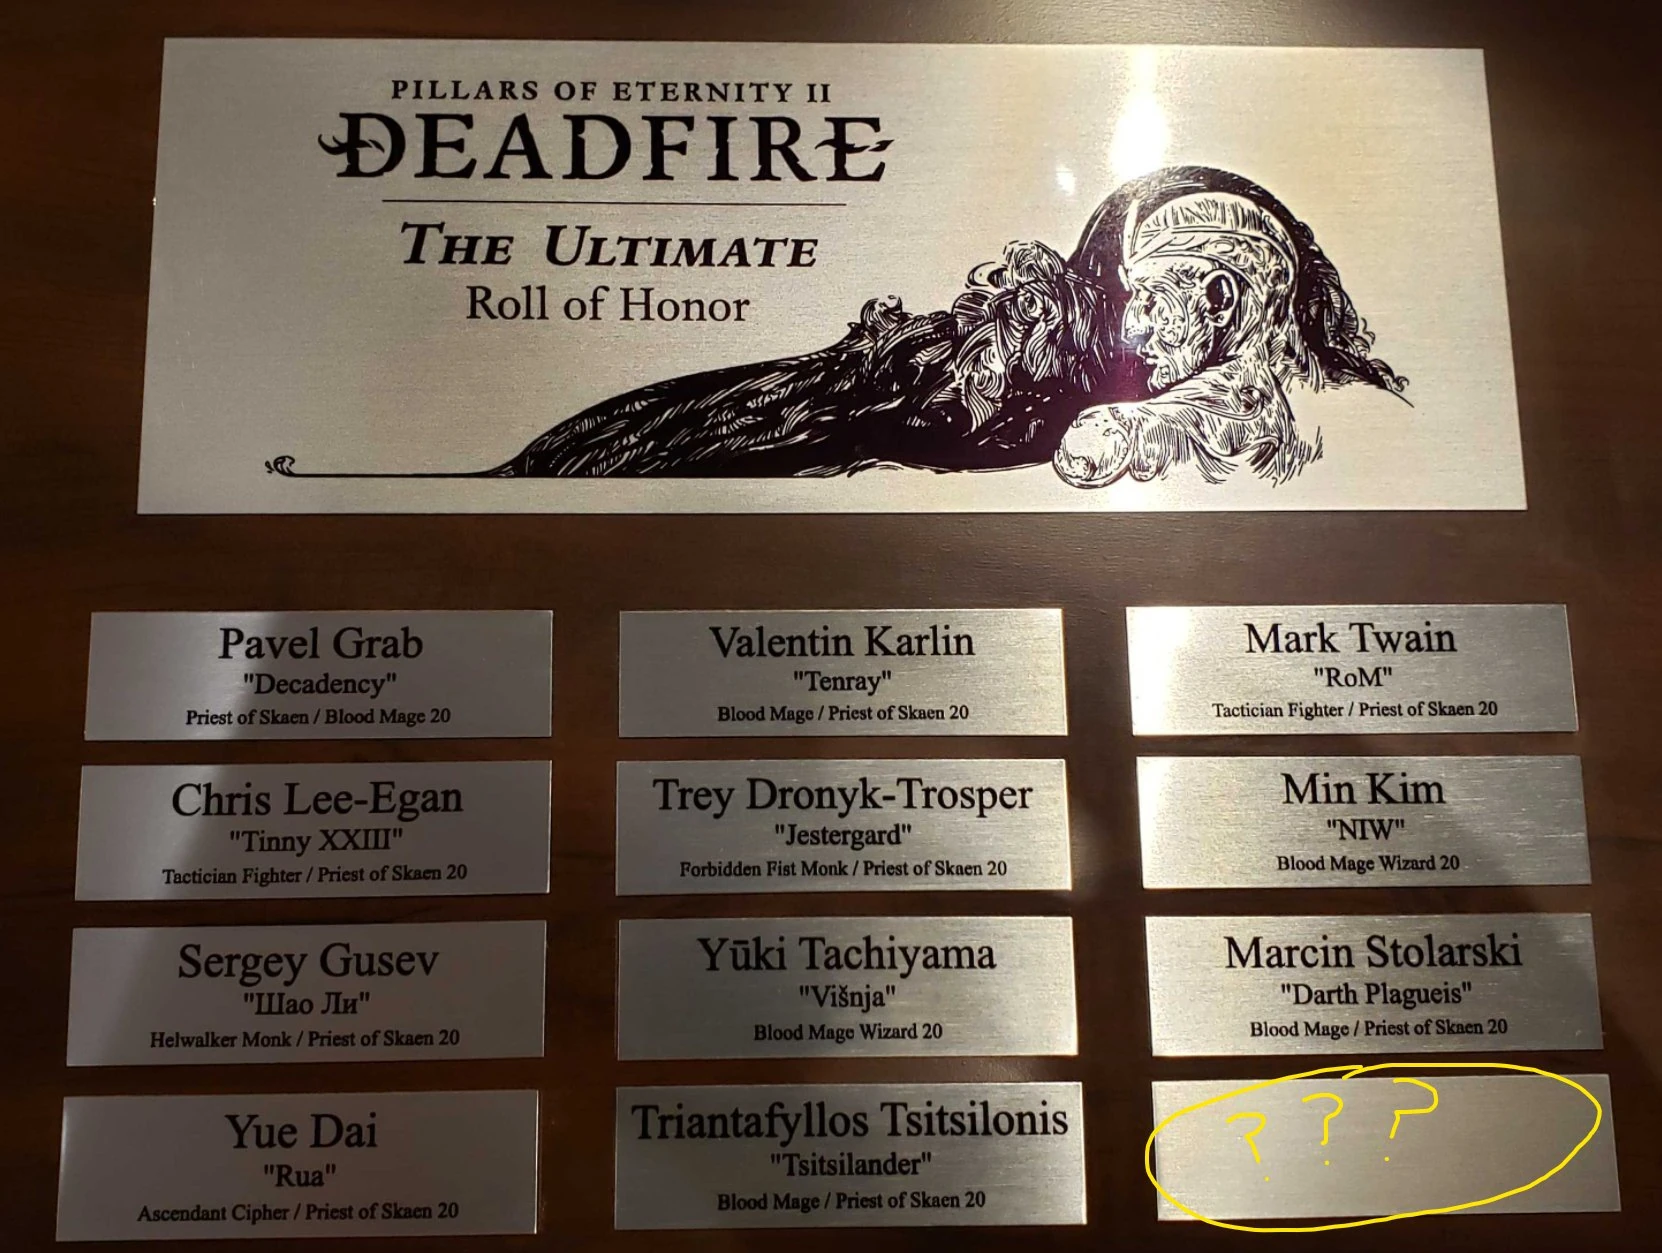 PILLARS OF ETERNITY II
DEADFIRE
THE ULTIMATE
Roll of Honor
Pavel Grab
"Decadency"
Priest of Skaen / Blood Mage 20
Valentin Karlin
"Tenray"
Blood Mage / Priest of Skaen 20
Mark Twain
"RoM"
Tactician Fighter / Priest of Skaen 20
Chris Lee-Egan
"Tinny XXIII"
Tactician Fighter / Priest of Skaen 20
Trey Dronyk-Trosper
"Jestergard"
Forbidden Fist Monk / Priest of Skaen 20
Min Kim
"NIW"
Blood Mage Wizard 20
Sergey Gusev
"Шао Ли"
Helwalker Monk / Priest of Skaen 20
Yūki Tachiyama
"Višnja"
Blood Mage Wizard 20
Marcin Stolarski
"Darth Plagueis"
Blood Mage / Priest of Skaen 20
Yue Dai
"Rua"
Ascendant Cipher / Priest of Skaen 20
Triantafyllos Tsitsilonis
"Tsitsilander"
Blood Mage / Priest of Skaen 20
? ? ?